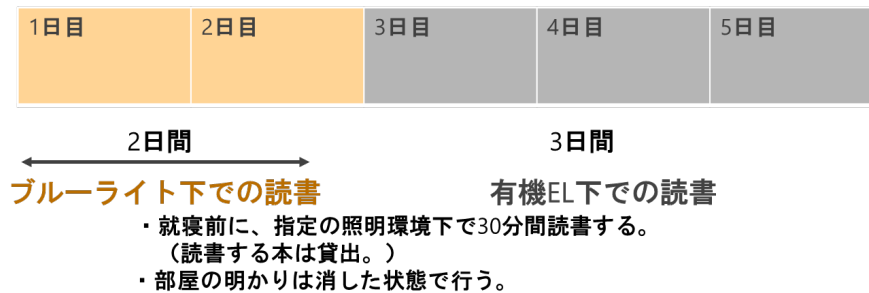 1日目 2日目 3日目 4日目 5日目
2日間 3日間
ブルーライト下での読書 有機EL下での読書
・就寝前に、指定の照明環境下で30分間読書する。
（読書する本は貸出。）
・部屋の明かりは消した状態で行う。